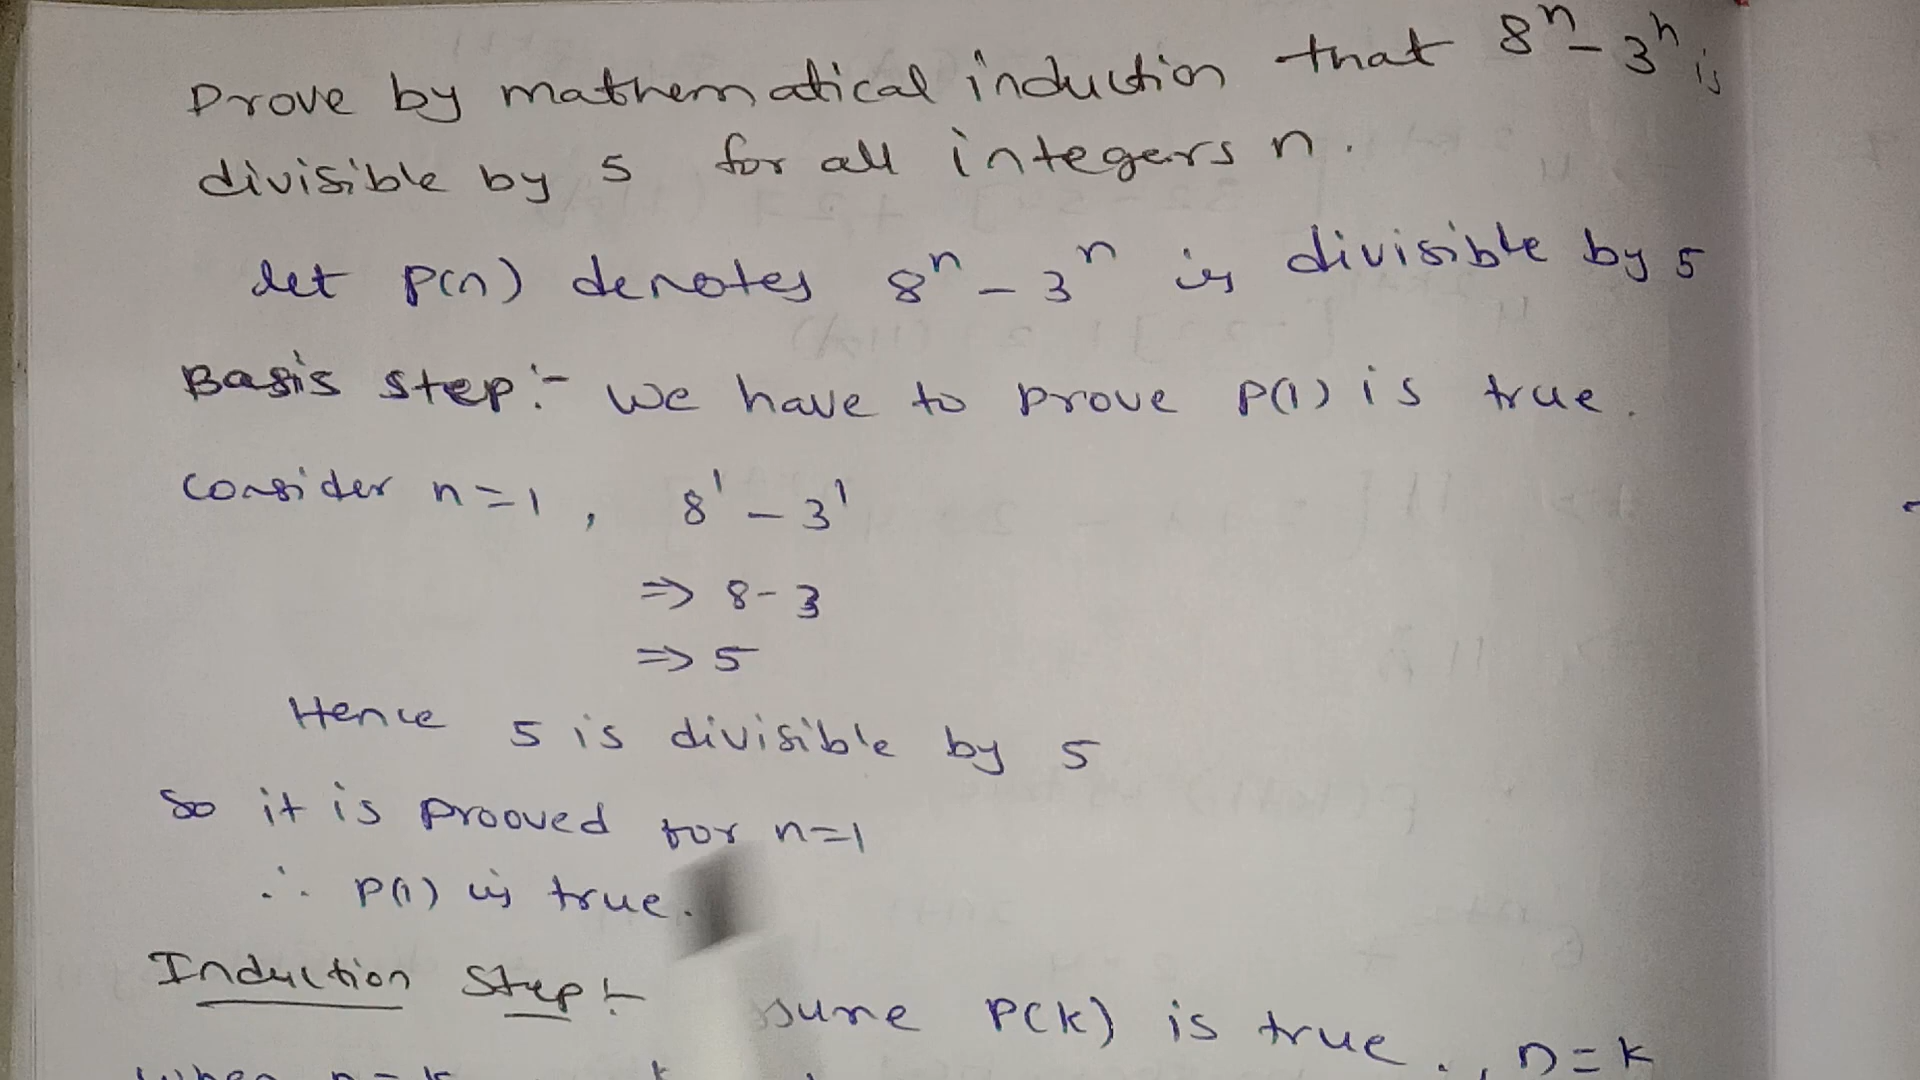 Prove by mathematical induction that 8ⁿ - 3ⁿ is
divisible by 5 for all integers n.
Let P(n) denotes 8ⁿ - 3ⁿ is divisible by 5
Basis step:- We have to prove P(1) is true.
Consider n=1, 8¹ - 3¹
⇒ 8-3
⇒ 5
Hence 5 is divisible by 5
So it is prooved for n=1
∴ P(1) is true.
Induction Step:- P(k) is true., n=k
When n=k